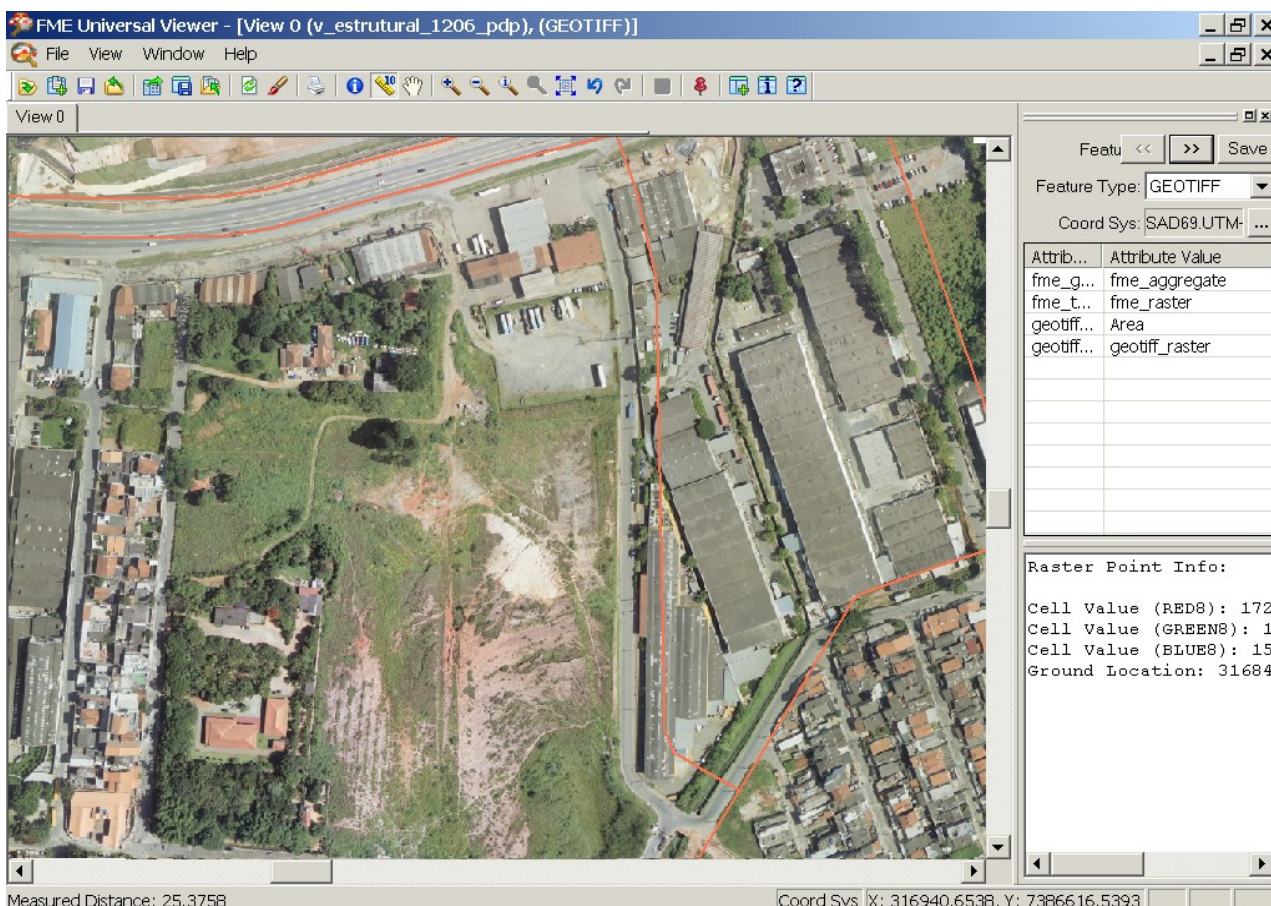 FME Universal Viewer - [View 0 (v_estrutural_1206_pdp), (GEOTIFF)]
File View Window Help
View 0
Featu << >> Save
Feature Type: GEOTIFF
Coord Sys: SAD69.UTM- ...
Attrib... Attribute Value
fme_g... fme_aggregate
fme_t... fme_raster
geotiff... Area
geotiff... geotiff_raster
Raster Point Info:
Cell Value (RED8): 172
Cell Value (GREEN8): 1
Cell Value (BLUE8): 15
Ground Location: 31684
Measured Distance: 25.3758
Coord Sys X: 316940.6538, Y: 7386616.5393